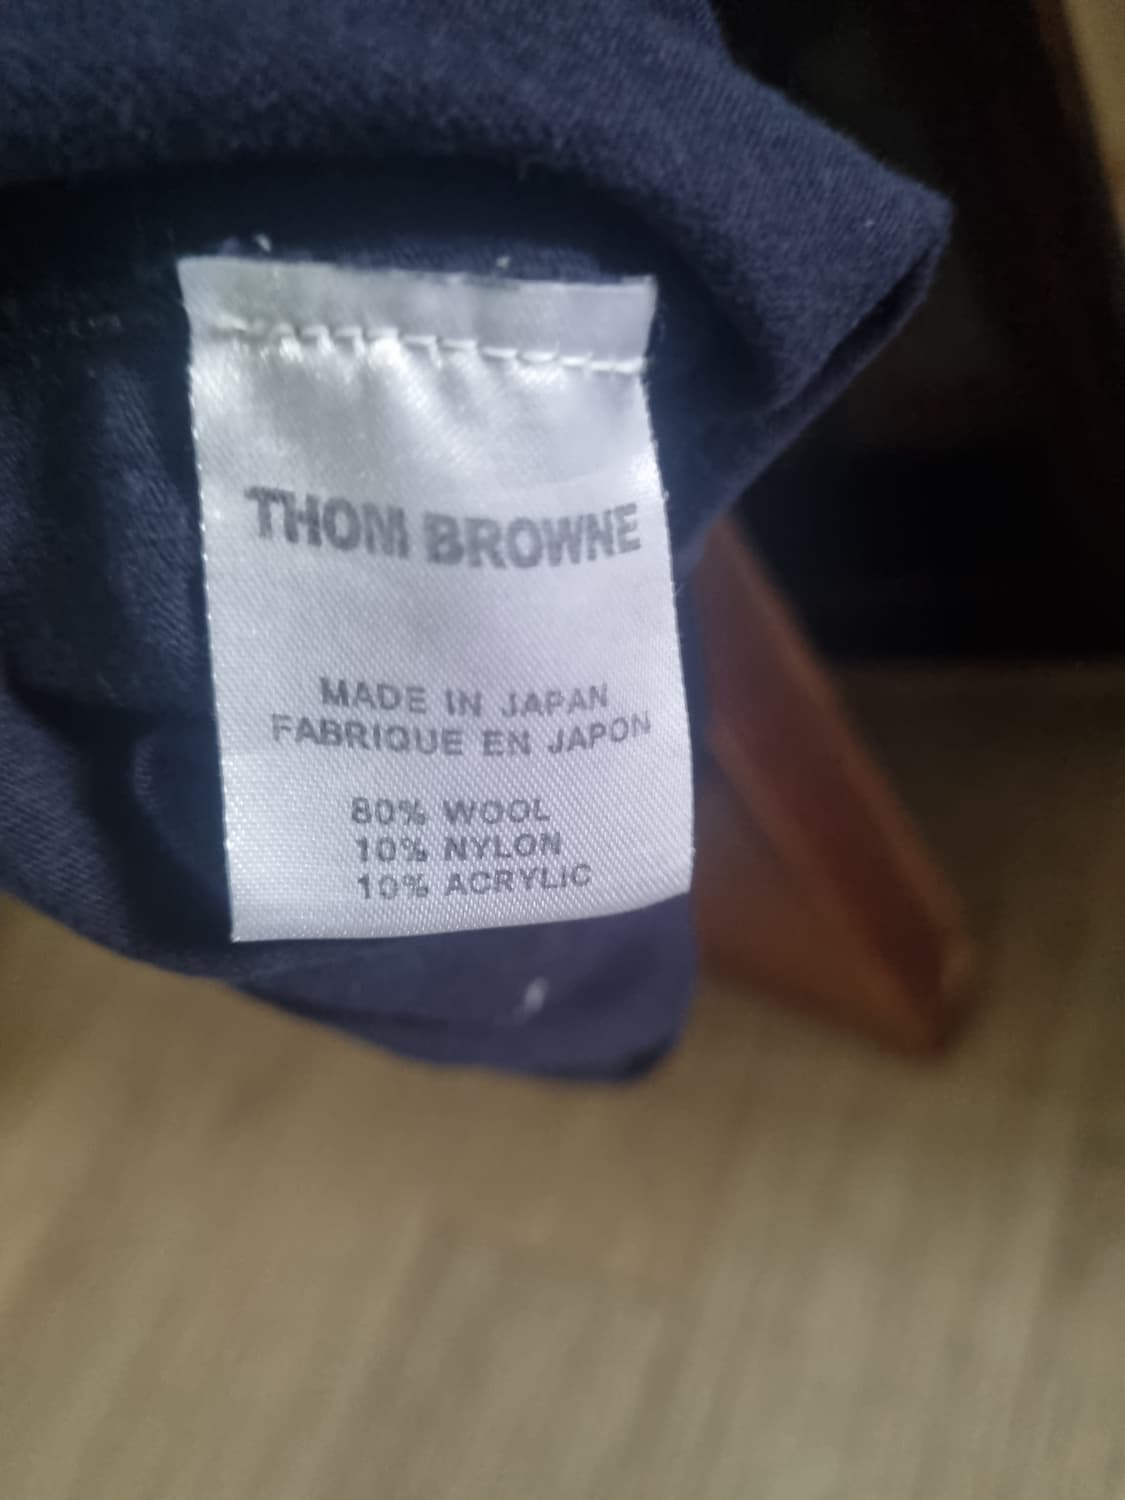 THOM BROWNE
MADE IN JAPAN
FABRIQUE EN JAPON
80% WOOL
10% NYLON
10% ACRYLIC